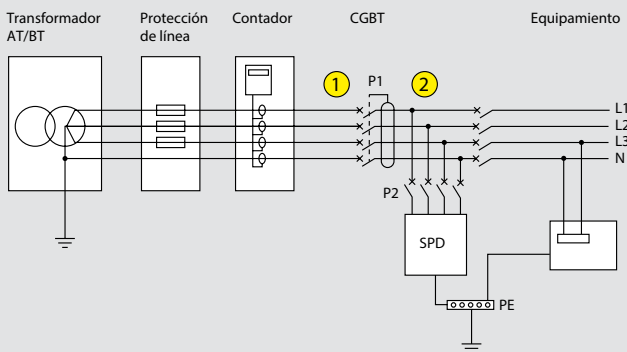 Transformador
AT/BT
Protección
de línea
Contador
CGBT
Equipamiento
1
P1
2
L1
L2
L3
N
P2
SPD
PE